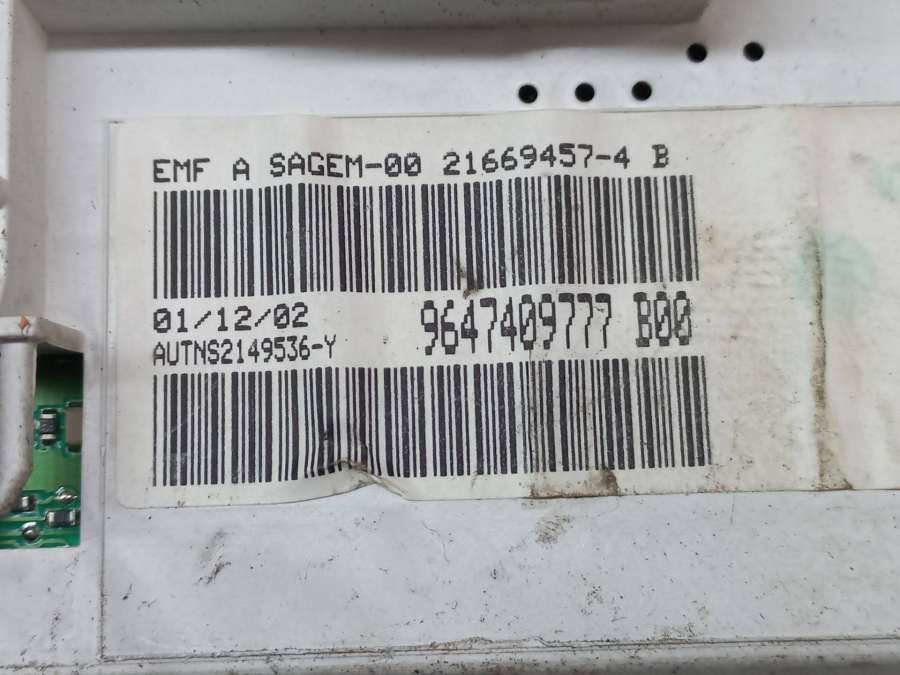 EMF A SAGEM-00 21669457-4 B
01/12/02
9647409777 B00
AUTNS2149536-Y